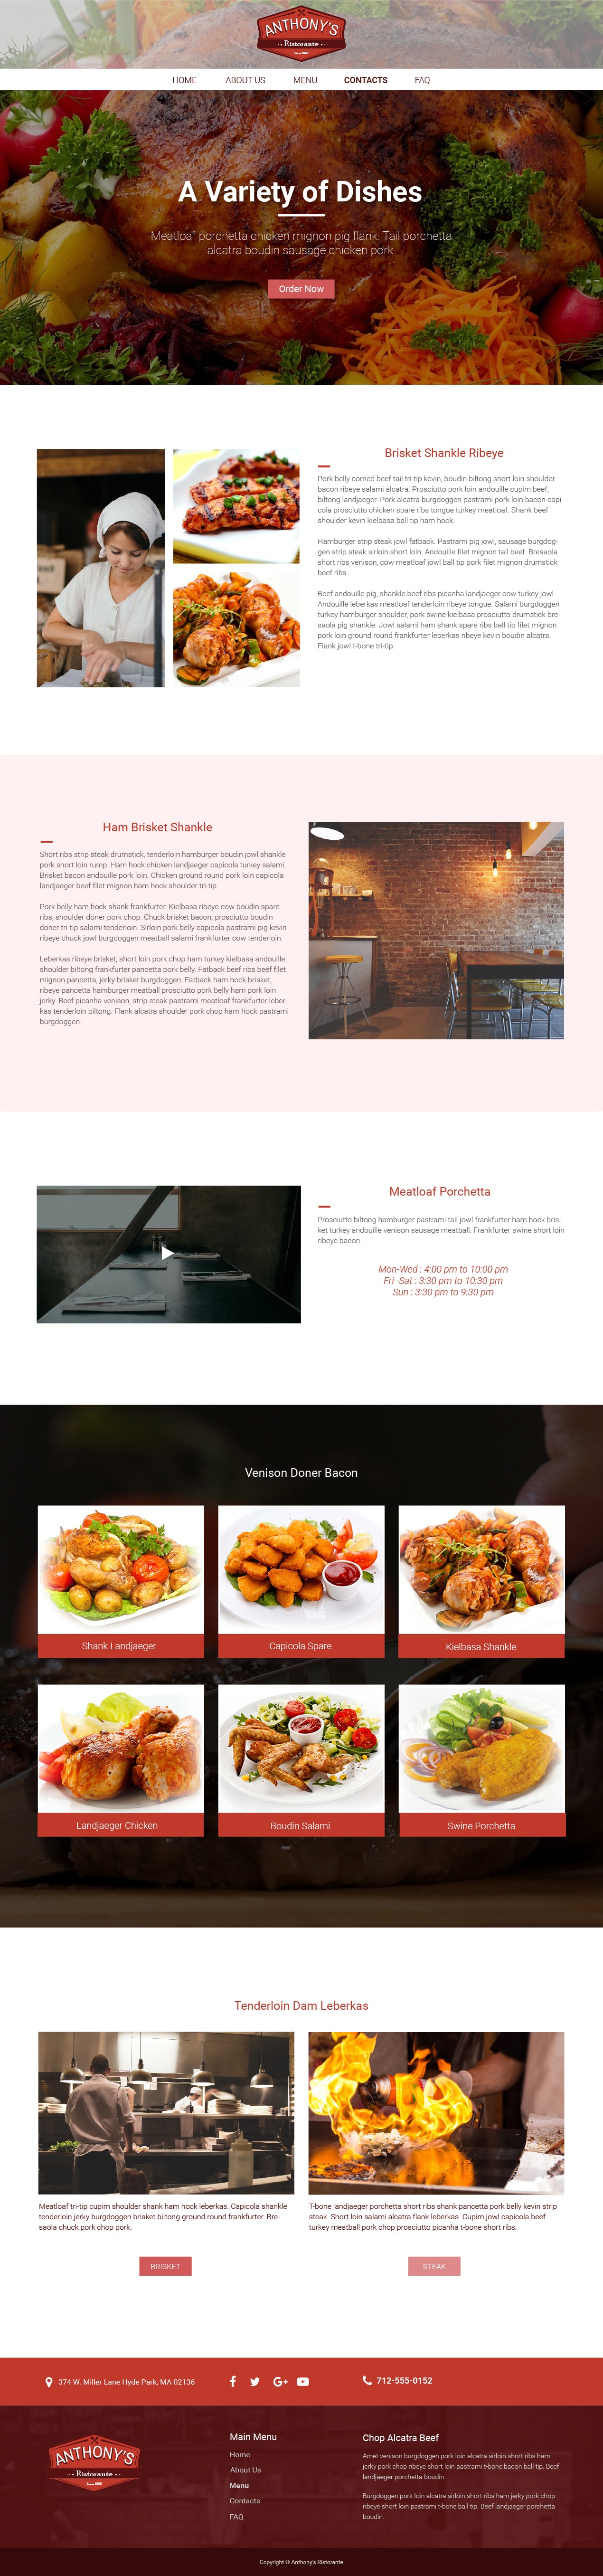 ANTHONY'S
Ristorante
HOME
ABOUT US
MENU
CONTACTS
FAQ
A Variety of Dishes
Meatloaf porchetta chicken mignon pig flank. Tail porchetta
alcatra boudin sausage chicken pork.
Order Now
Brisket Shankle Ribeye
Pork belly corned beef tail tri-tip kevin, boudin biltong short loin shoulder
bacon ribeye salami alcatra. Prosciutto pork loin andouille cupim beef,
biltong landjaeger. Pork alcatra burgdoggen pastrami pork loin bacon capi-
cola prosciutto chicken spare ribs tongue turkey meatloaf. Shank beef
shoulder kevin kielbasa ball tip ham hock.
Hamburger strip steak jowl fatback. Pastrami pig jowl, sausage burgdog-
gen strip steak sirloin short loin. Andouille filet mignon tail beef. Bresaola
short ribs venison, cow meatloaf jowl ball tip pork filet mignon drumstick
beef ribs.
Beef andouille pig, shankle beef ribs picanha landjaeger cow turkey jowl.
Andouille leberkas meatloaf tenderloin ribeye tongue. Salami burgdoggen
turkey hamburger shoulder, pork swine kielbasa prosciutto drumstick bre-
saola pig shankle. Jowl salami ham shank spare ribs ball tip filet mignon
pork loin ground round frankfurter leberkas ribeye kevin boudin alcatra.
Flank jowl t-bone tri-tip.
Ham Brisket Shankle
Short ribs strip steak drumstick, tenderloin hamburger boudin jowl shankle
pork short loin rump. Ham hock chicken landjaeger capicola turkey salami.
Brisket bacon andouille pork loin. Chicken ground round pork loin capicola
landjaeger beef filet mignon ham hock shoulder tri-tip.
Pork belly ham hock shank frankfurter. Kielbasa ribeye cow boudin spare
ribs, shoulder doner pork chop. Chuck brisket bacon, prosciutto boudin
doner tri-tip salami tenderloin. Sirloin pork belly capicola pastrami pig kevin
ribeye chuck jowl burgdoggen meatball salami frankfurter cow tenderloin.
Leberkas ribeye brisket, short loin pork chop ham turkey kielbasa andouille
shoulder biltong frankfurter pancetta pork belly. Fatback beef ribs beef filet
mignon pancetta, jerky brisket burgdoggen. Fatback ham hock brisket,
ribeye pancetta hamburger meatball prosciutto pork belly ham pork loin
jerky. Beef picanha venison, strip steak pastrami meatloaf frankfurter leber-
kas tenderloin biltong. Flank alcatra shoulder pork chop ham hock pastrami
burgdoggen.
Meatloaf Porchetta
Prosciutto biltong hamburger pastrami tail jowl frankfurter ham hock bris-
ket turkey andouille venison sausage meatball. Frankfurter swine short loin
ribeye bacon.
Mon-Wed : 4:00 pm to 10:00 pm
Fri -Sat : 3:30 pm to 10:30 pm
Sun : 3:30 pm to 9:30 pm
Venison Doner Bacon
Shank Landjaeger
Capicola Spare
Kielbasa Shankle
Landjaeger Chicken
Boudin Salami
Swine Porchetta
Tenderloin Dam Leberkas
Meatloaf tri-tip cupim shoulder shank ham hock leberkas. Capicola shankle
tenderloin jerky burgdoggen brisket biltong ground round frankfurter. Bre-
saola chuck pork chop pork.
T-bone landjaeger porchetta short ribs shank pancetta pork belly kevin strip
steak. Short loin salami alcatra flank leberkas. Cupim jowl capicola beef
turkey meatball pork chop prosciutto picanha t-bone short ribs.
BRISKET
STEAK
374 W. Miller Lane Hyde Park, MA 02136
712-555-0152
ANTHONY'S
Ristorante
Main Menu
Home
About Us
Menu
Contacts
FAQ
Chop Alcatra Beef
Amet venison burgdoggen pork loin alcatra sirloin short ribs ham
jerky pork chop ribeye short loin pastrami t-bone bacon ball tip. Beef
landjaeger porchetta boudin.
Burgdoggen pork loin alcatra sirloin short ribs ham jerky pork chop
ribeye short loin pastrami t-bone ball tip. Beef landjaeger porchetta
boudin.
Copyright © Anthony's Ristorante